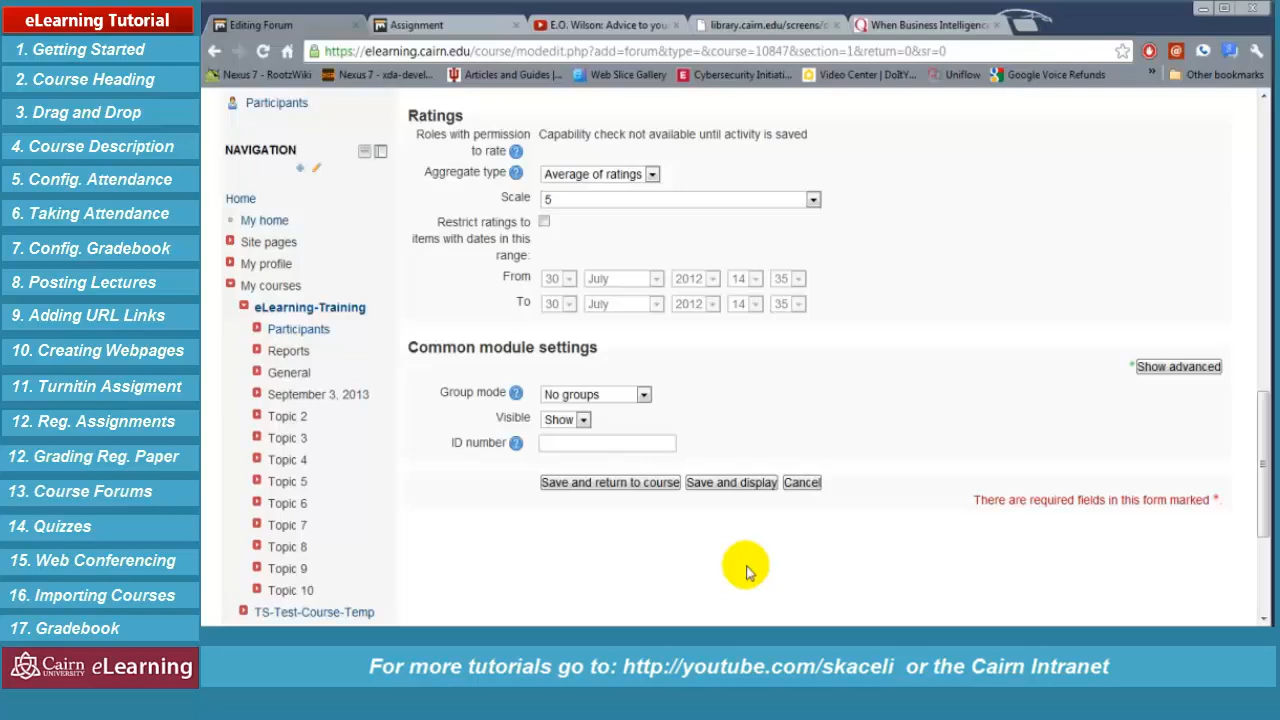 eLearning Tutorial
1. Getting Started
2. Course Heading
3. Drag and Drop
4. Course Description
5. Config. Attendance
6. Taking Attendance
7. Config. Gradebook
8. Posting Lectures
9. Adding URL Links
10. Creating Webpages
11. Turnitin Assigment
12. Reg. Assignments
12. Grading Reg. Paper
13. Course Forums
14. Quizzes
15. Web Conferencing
16. Importing Courses
17. Gradebook
Cairn UNIVERSITY eLearning
Editing Forum
Assignment
E.O. Wilson: Advice to you
library.cairn.edu/screens/c
When Business Intelligenc
https://elearning.cairn.edu/course/modedit.php?add=forum&type=&course=10847&section=1&return=0&sr=0
Nexus 7 - RootzWiki
Nexus 7 - xda-devel...
Articles and Guides |...
Web Slice Gallery
Cybersecurity Initiati...
Video Center | DoItY...
Uniflow
Google Voice Refunds
»
Other bookmarks
Participants
NAVIGATION
Home
My home
Site pages
My profile
My courses
eLearning-Training
Participants
Reports
General
September 3, 2013
Topic 2
Topic 3
Topic 4
Topic 5
Topic 6
Topic 7
Topic 8
Topic 9
Topic 10
TS-Test-Course-Temp
Ratings
Roles with permission Capability check not available until activity is saved
to rate
Aggregate type Average of ratings
Scale 5
Restrict ratings to
items with dates in this
range:
From 30 July 2012 14 35
To 30 July 2012 14 35
Common module settings
* Show advanced
Group mode No groups
Visible Show
ID number
Save and return to course Save and display Cancel
There are required fields in this form marked *.
For more tutorials go to: http://youtube.com/skaceli or the Cairn Intranet